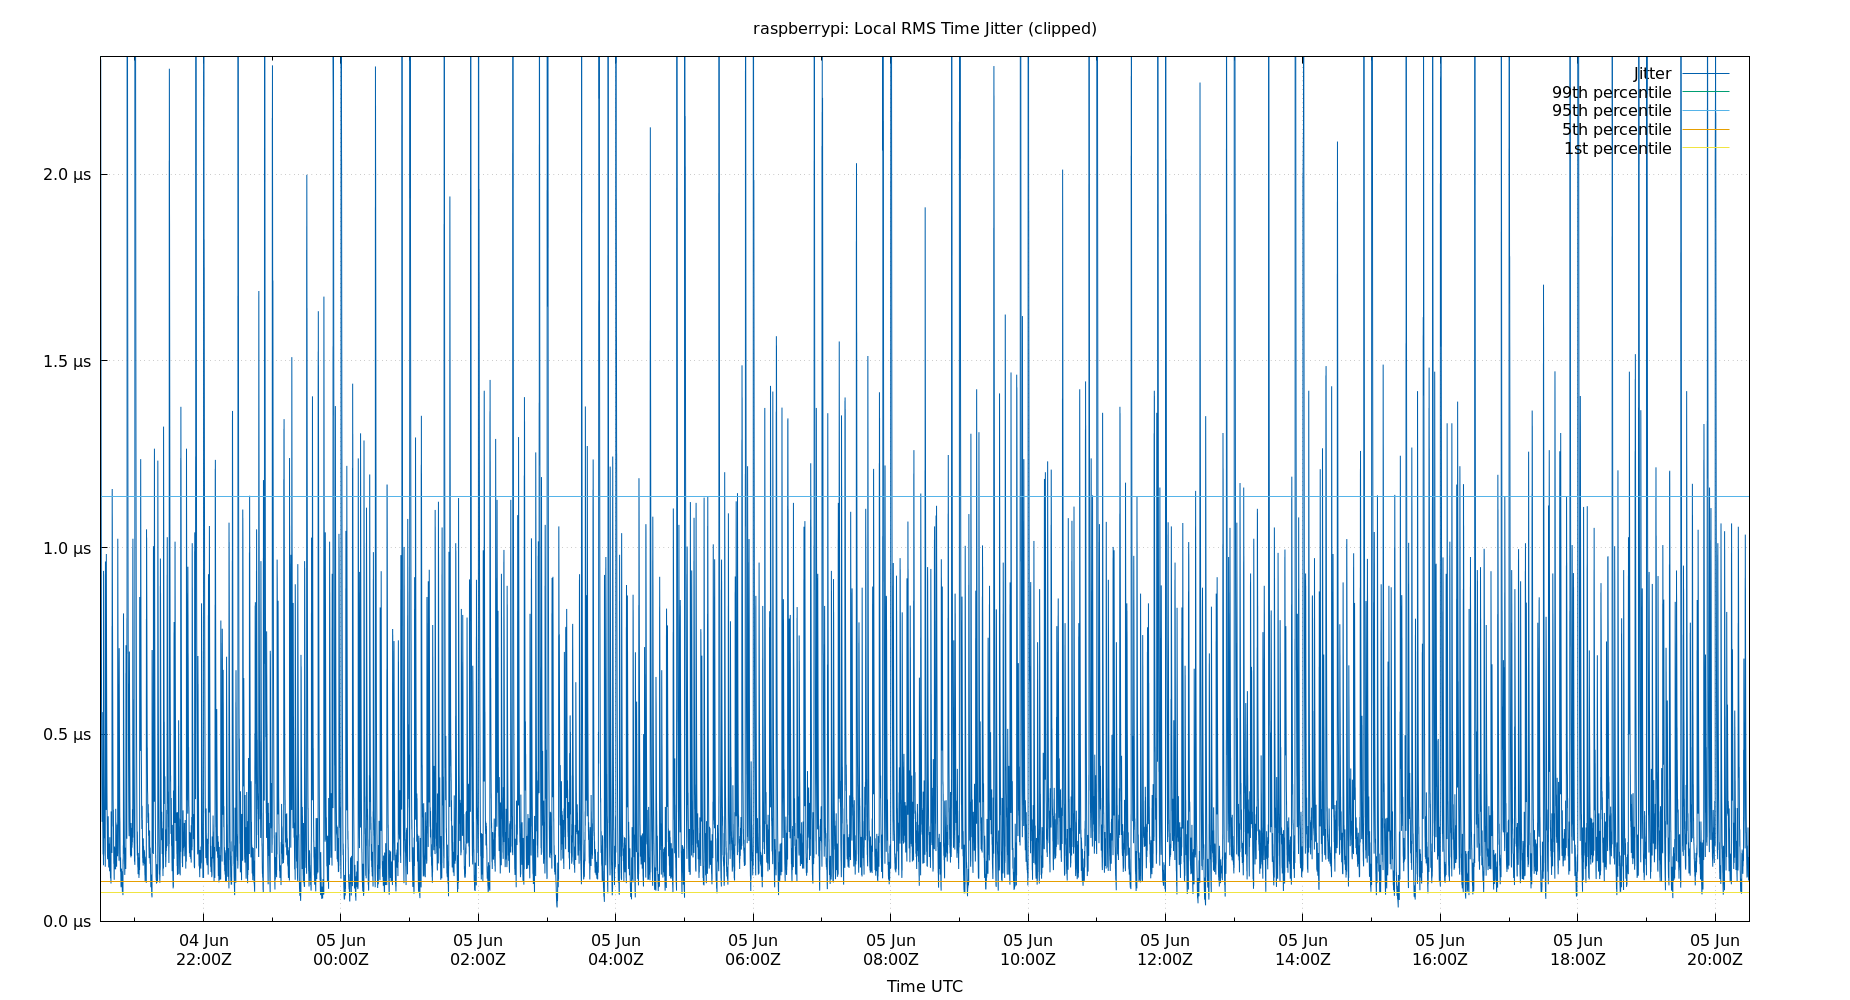 raspberrypi: Local RMS Time Jitter (clipped)
Jitter
99th percentile
95th percentile
5th percentile
1st percentile
2.0 μs
1.5 μs
1.0 μs
0.5 μs
0.0 μs
04 Jun 05 Jun 05 Jun 05 Jun 05 Jun 05 Jun 05 Jun 05 Jun 05 Jun 05 Jun 05 Jun 05 Jun
22:00Z 00:00Z 02:00Z 04:00Z 06:00Z 08:00Z 10:00Z 12:00Z 14:00Z 16:00Z 18:00Z 20:00Z
Time UTC